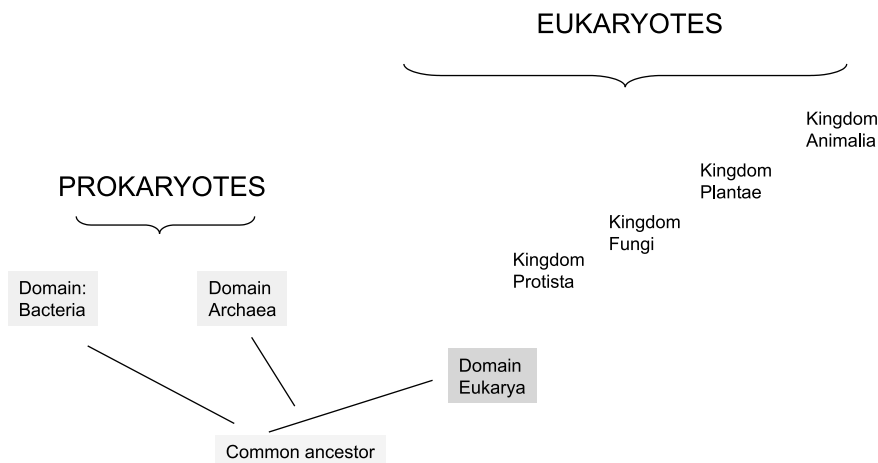 EUKARYOTES
Kingdom
Animalia
Kingdom
Plantae
PROKARYOTES
Kingdom
Fungi
Kingdom
Protista
Domain:
Bacteria
Domain
Archaea
Domain
Eukarya
Common ancestor